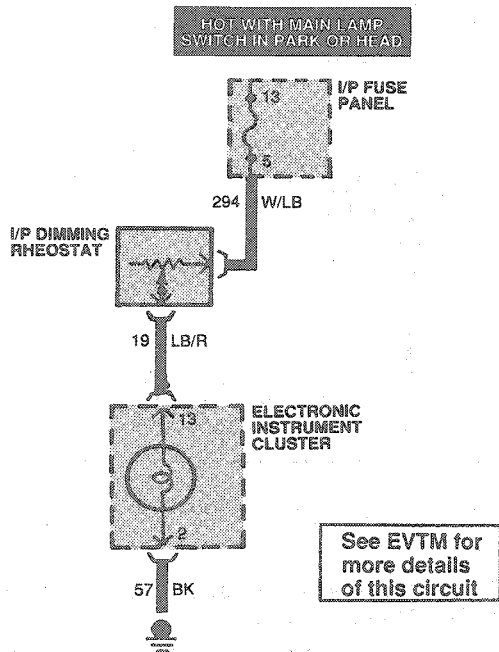 HOT WITH MAIN LAMP
SWITCH IN PARK OR HEAD
I/P FUSE
PANEL
13
5
294 W/LB
I/P DIMMING
RHEOSTAT
19 LB/R
13
ELECTRONIC
INSTRUMENT
CLUSTER
2
57 BK
See EVTM for
more details
of this circuit